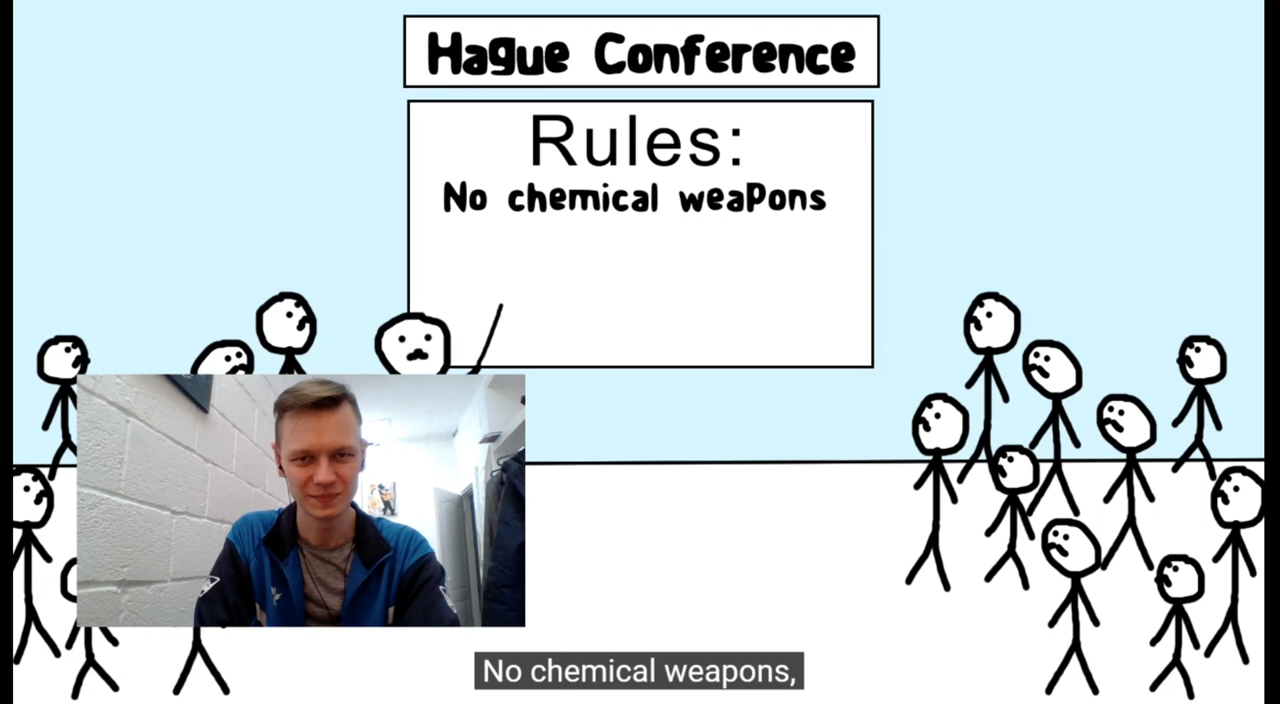 Hague Conference
Rules:
No chemical weapons
No chemical weapons,